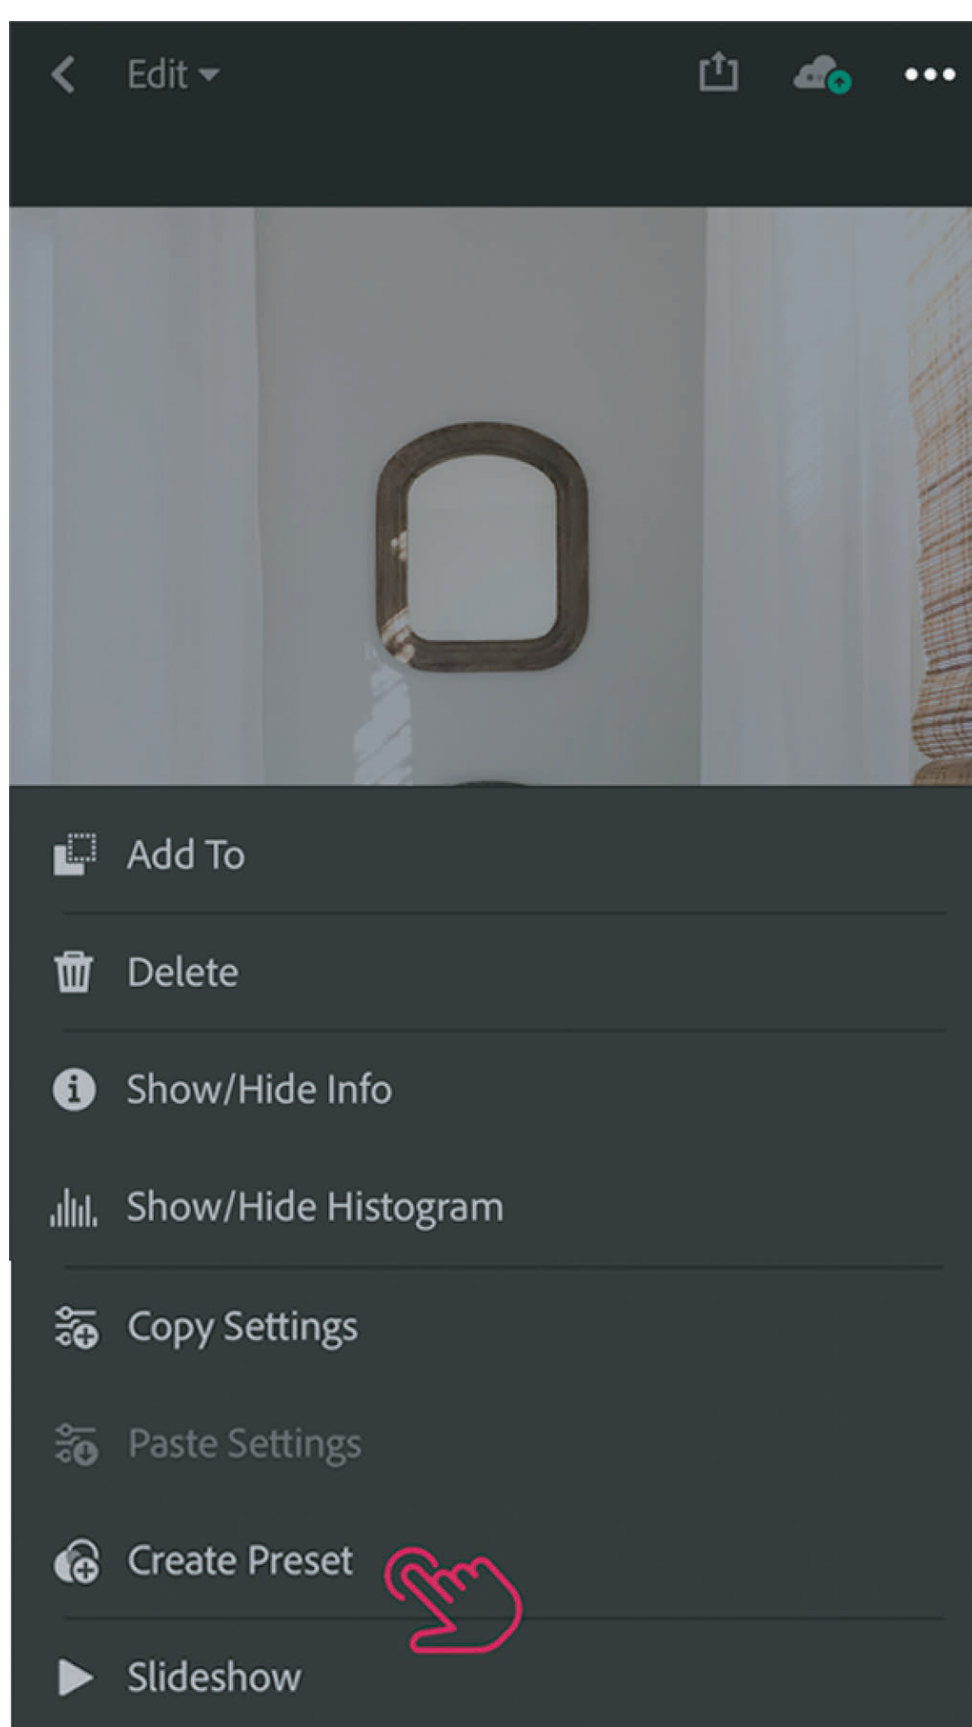 Edit
Add To
Delete
Show/Hide Info
Show/Hide Histogram
Copy Settings
Paste Settings
Create Preset
Slideshow